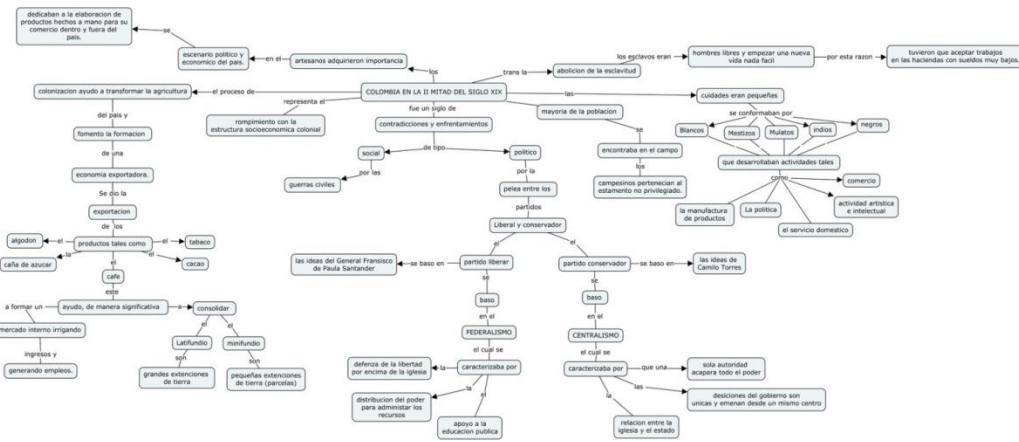 dedicaban a la elaboracion de
productos hechos a mano para su
comercio dentro y fuera del
pais.
se
escenario politico y
economico del pais.
en el
artesanos adquirieron importancia
los
COLOMBIA EN LA II MITAD DEL SIGLO XIX
trans la
abolicion de la esclavitud
los esclavos eran
hombres libres y empezar una nueva
vida nada facil
por esta razon
tuvieron que aceptar trabajos
en las haciendas con sueldos muy bajos.
el proceso de
colonizacion ayudo a transformar la agricultura
del pais y
fomento la formacion
de una
economia exportadora.
Se dio la
exportacion
de los
productos tales como
el
algodon
la
caña de azucar
el
tabaco
el
cacao
el
cafe
este
ayudo, de manera significativa
a formar un
mercado interno irrigando
ingresos y
generando empleos.
a
consolidar
el
Latifundio
son
grandes extenciones
de tierra
el
minifundio
son
pequeñas extenciones
de tierra (parcelas)
representa el
rompimiento con la
estructura socioeconomica colonial
fue un siglo de
contradicciones y enfrentamientos
de tipo
social
por las
guerras civiles
politico
por la
pelea entre los
partidos
Liberal y conservador
el
partido liberar
se baso en
las ideas del General Fransisco
de Paula Santander
se
baso
en el
FEDERALISMO
el cual se
caracterizaba por
la
defenza de la libertad
por encima de la iglesia
la
distribucion del poder
para administrar los
recursos
el
apoyo a la
educacion publica
el
partido conservador
se baso en
las ideas de
Camilo Torres
se
baso
en el
CENTRALISMO
el cual se
caracterizaba por
que una
sola autoridad
acapara todo el poder
las
desiciones del gobierno son
unicas y emenan desde un mismo centro
la
relacion entre la
iglesia y el estado
la
mayoria de la poblacion
se
encontraba en el campo
los
campesinos pertenecian al
estamento no privilegiado.
las
cuidades eran pequeñas
se conformaban por
Blancos
Mestizos
Mulatos
indios
negros
que desarrollaban actividades tales
como
la manufactura
de productos
La politica
el servicio domestico
actividad artistica
e intelectual
comercio